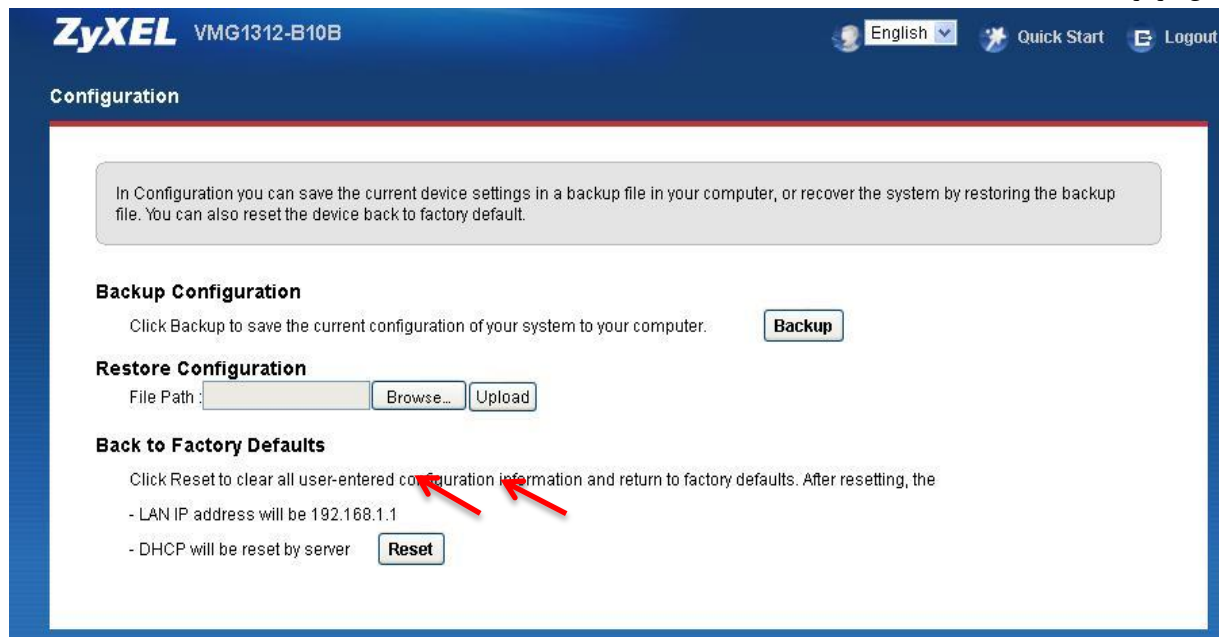 ZyXEL VMG1312-B10B English Quick Start Logout
Configuration
In Configuration you can save the current device settings in a backup file in your computer, or recover the system by restoring the backup
file. You can also reset the device back to factory default.
Backup Configuration
Click Backup to save the current configuration of your system to your computer. Backup
Restore Configuration
File Path : Browse... Upload
Back to Factory Defaults
Click Reset to clear all user-entered configuration information and return to factory defaults. After resetting, the
- LAN IP address will be 192.168.1.1
- DHCP will be reset by server Reset